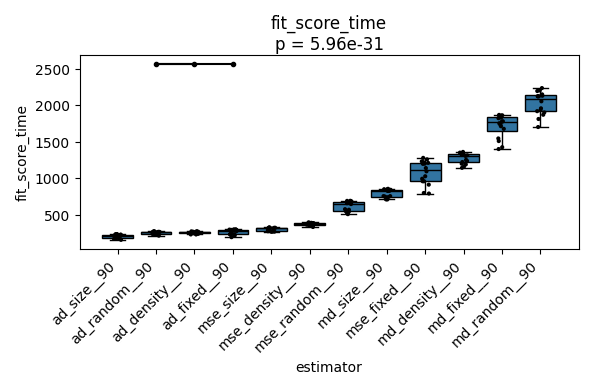 fit_score_time
p = 5.96e-31
fit_score_time
2500
2000
1500
1000
500
ad_size__90
ad_random__90
ad_density__90
ad_fixed__90
mse_size__90
mse_density__90
mse_random__90
md_size__90
mse_fixed__90
md_density__90
md_fixed__90
md_random__90
estimator